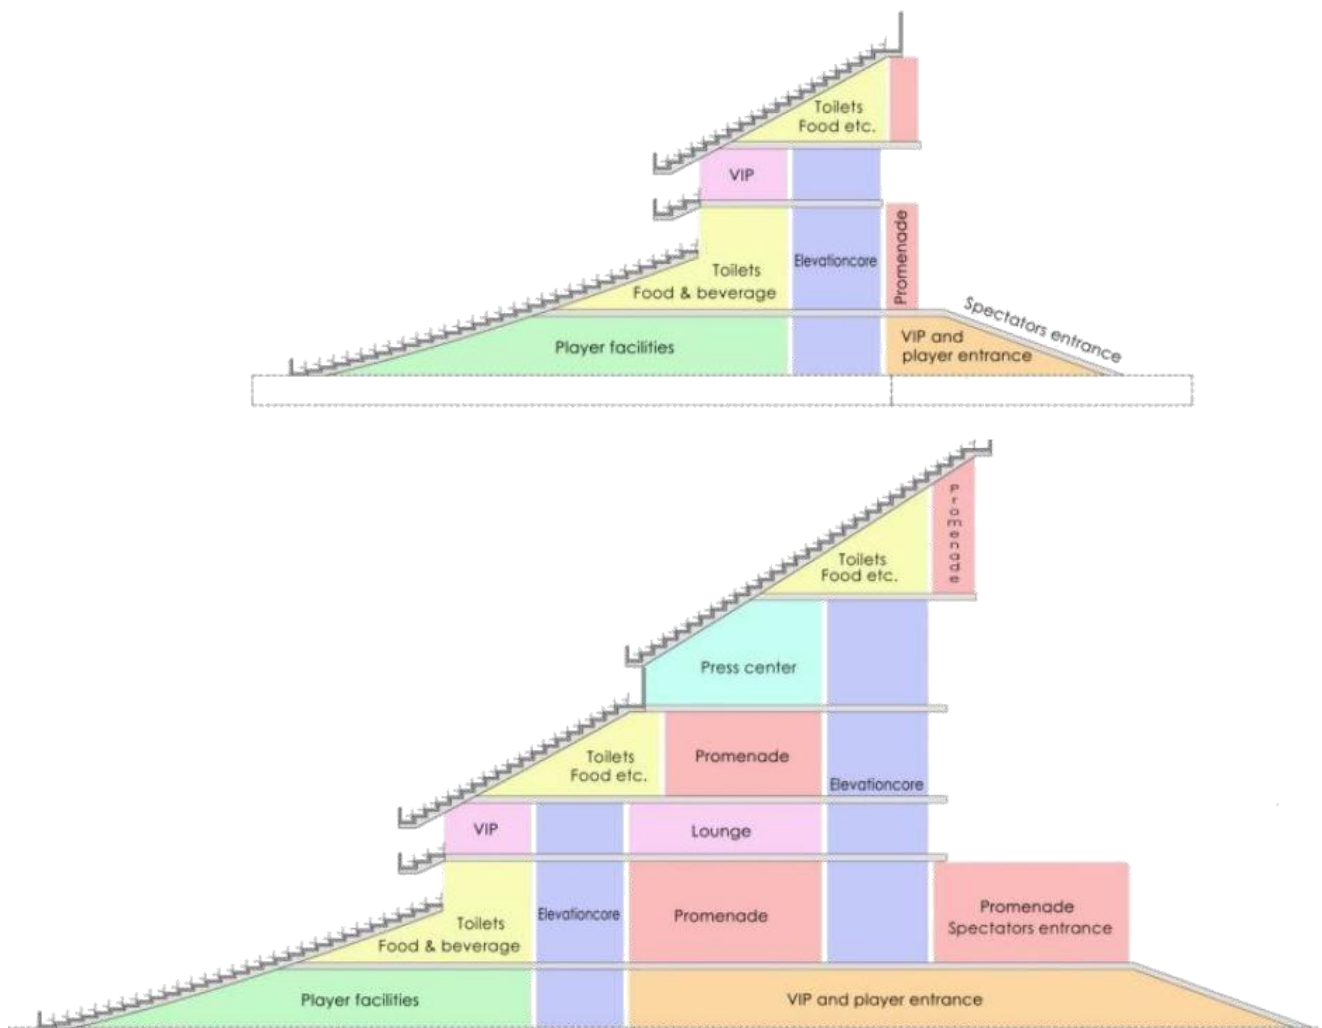 Toilets
Food etc.
VIP
Toilets
Food & beverage
Elevationcore
Promenade
Spectators entrance
VIP and
player entrance
Player facilities
Promenade
Toilets
Food etc.
Press center
Toilets
Food etc.
Promenade
Elevationcore
VIP
Lounge
Toilets
Food & beverage
Elevationcore
Promenade
Promenade
Spectators entrance
Player facilities
VIP and player entrance